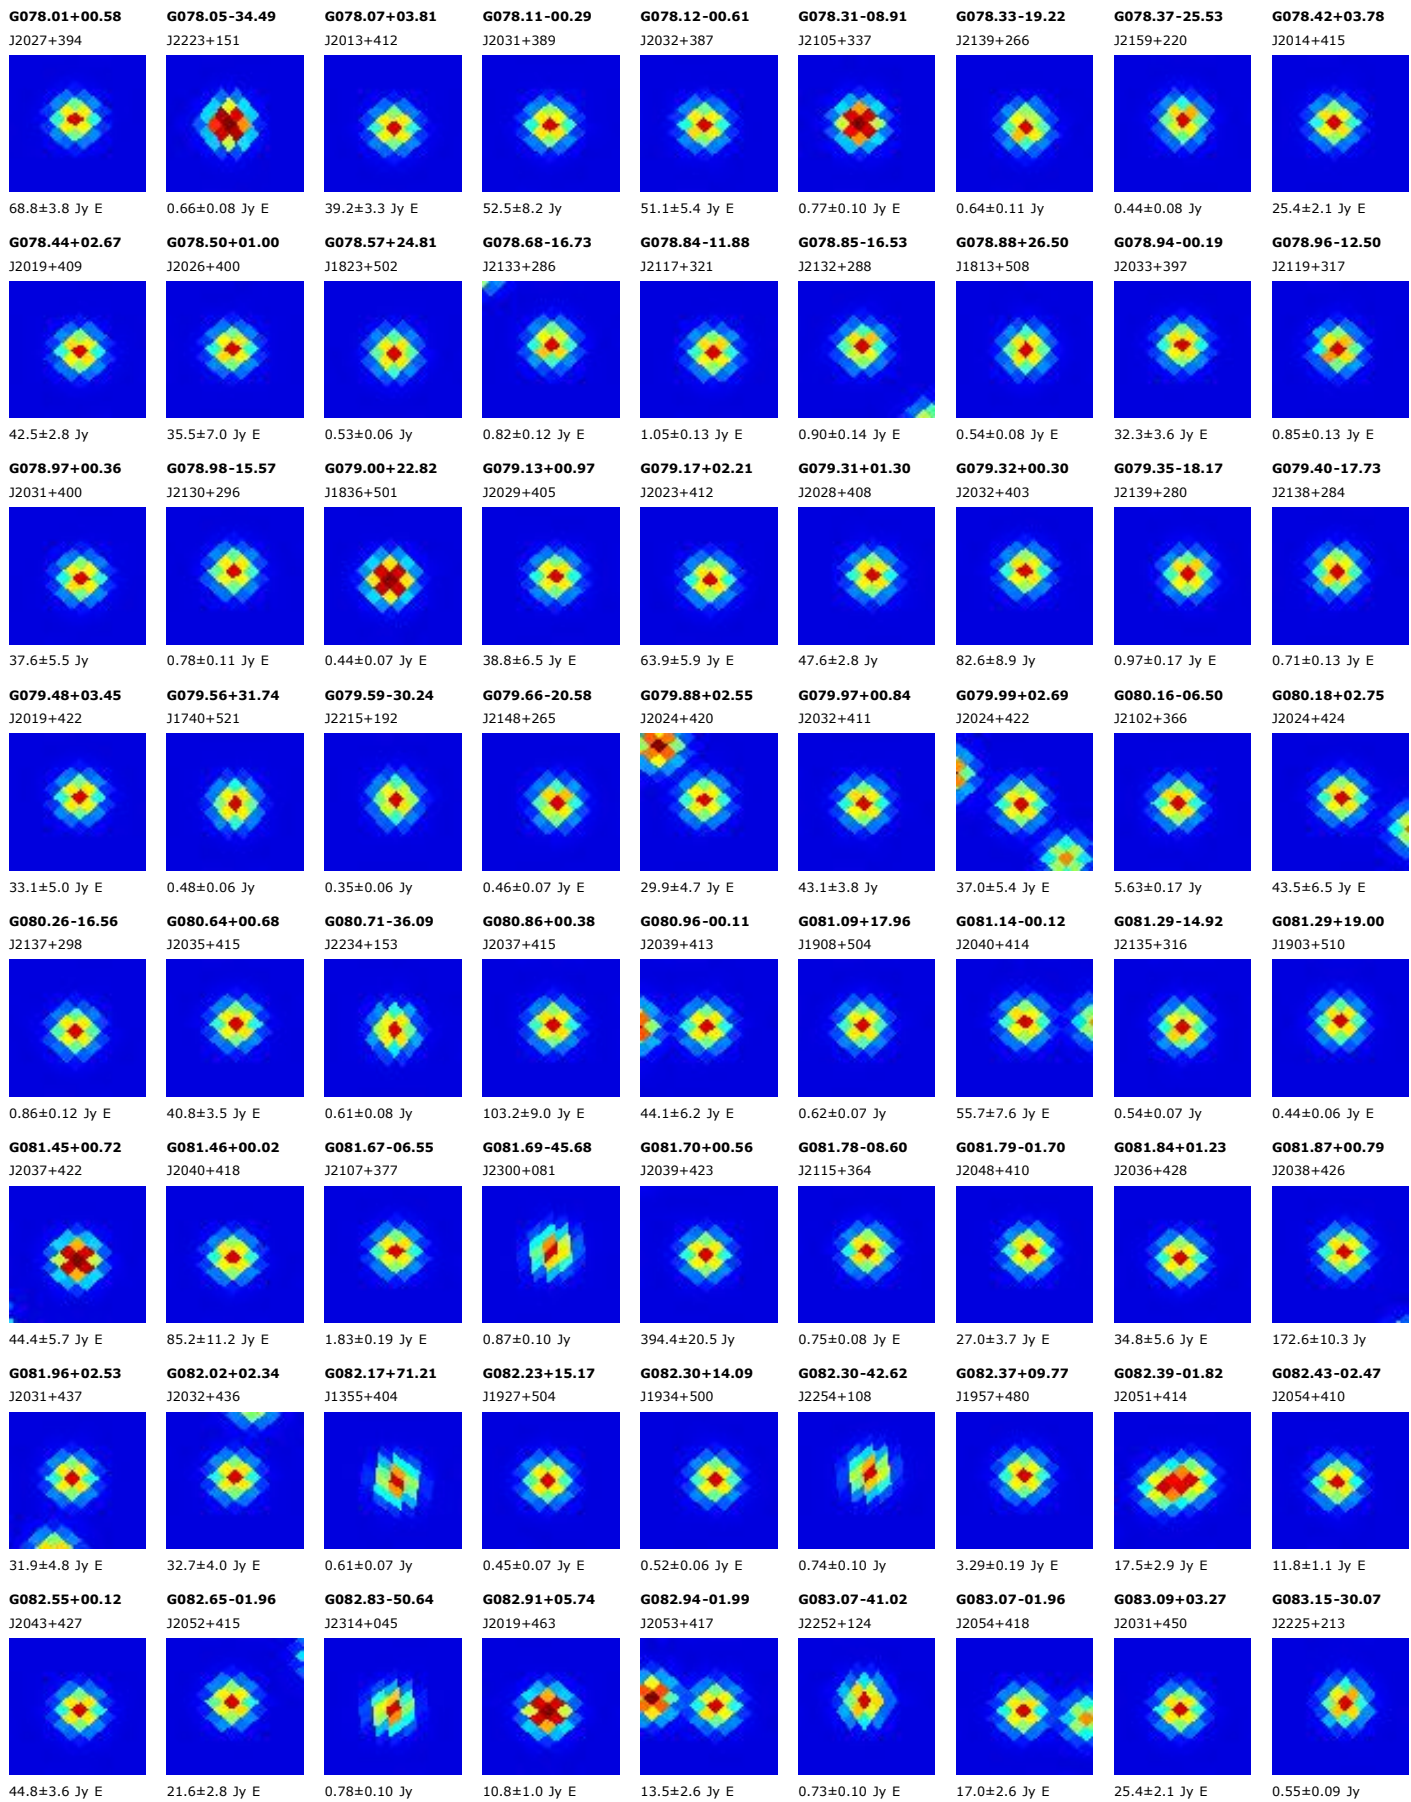 G078.01+00.58 G078.05-34.49 G078.07+03.81 G078.11-00.29 G078.12-00.61 G078.31-08.91 G078.33-19.22 G078.37-25.53 G078.42+03.78
J2027+394 J2223+151 J2013+412 J2031+389 J2032+387 J2105+337 J2139+266 J2159+220 J2014+415
68.8±3.8 Jy E 0.66±0.08 Jy E 39.2±3.3 Jy E 52.5±8.2 Jy 51.1±5.4 Jy E 0.77±0.10 Jy E 0.64±0.11 Jy 0.44±0.08 Jy 25.4±2.1 Jy E
G078.44+02.67 G078.50+01.00 G078.57+24.81 G078.68-16.73 G078.84-11.88 G078.85-16.53 G078.88+26.50 G078.94-00.19 G078.96-12.50
J2019+409 J2026+400 J1823+502 J2133+286 J2117+321 J2132+288 J1813+508 J2033+397 J2119+317
42.5±2.8 Jy 35.5±7.0 Jy E 0.53±0.06 Jy 0.82±0.12 Jy E 1.05±0.13 Jy E 0.90±0.14 Jy E 0.54±0.08 Jy E 32.3±3.6 Jy E 0.85±0.13 Jy E
G078.97+00.36 G078.98-15.57 G079.00+22.82 G079.13+00.97 G079.17+02.21 G079.31+01.30 G079.32+00.30 G079.35-18.17 G079.40-17.73
J2031+400 J2130+296 J1836+501 J2029+405 J2023+412 J2028+408 J2032+403 J2139+280 J2138+284
37.6±5.5 Jy 0.78±0.11 Jy E 0.44±0.07 Jy E 38.8±6.5 Jy E 63.9±5.9 Jy E 47.6±2.8 Jy 82.6±8.9 Jy 0.97±0.17 Jy E 0.71±0.13 Jy E
G079.48+03.45 G079.56+31.74 G079.59-30.24 G079.66-20.58 G079.88+02.55 G079.97+00.84 G079.99+02.69 G080.16-06.50 G080.18+02.75
J2019+422 J1740+521 J2215+192 J2148+265 J2024+420 J2032+411 J2024+422 J2102+366 J2024+424
33.1±5.0 Jy E 0.48±0.06 Jy 0.35±0.06 Jy 0.46±0.07 Jy E 29.9±4.7 Jy E 43.1±3.8 Jy 37.0±5.4 Jy E 5.63±0.17 Jy 43.5±6.5 Jy E
G080.26-16.56 G080.64+00.68 G080.71-36.09 G080.86+00.38 G080.96-00.11 G081.09+17.96 G081.14-00.12 G081.29-14.92 G081.29+19.00
J2137+298 J2035+415 J2234+153 J2037+415 J2039+413 J1908+504 J2040+414 J2135+316 J1903+510
0.86±0.12 Jy E 40.8±3.5 Jy E 0.61±0.08 Jy 103.2±9.0 Jy E 44.1±6.2 Jy E 0.62±0.07 Jy 55.7±7.6 Jy E 0.54±0.07 Jy 0.44±0.06 Jy E
G081.45+00.72 G081.46+00.02 G081.67-06.55 G081.69-45.68 G081.70+00.56 G081.78-08.60 G081.79-01.70 G081.84+01.23 G081.87+00.79
J2037+422 J2040+418 J2107+377 J2300+081 J2039+423 J2115+364 J2048+410 J2036+428 J2038+426
44.4±5.7 Jy E 85.2±11.2 Jy E 1.83±0.19 Jy E 0.87±0.10 Jy 394.4±20.5 Jy 0.75±0.08 Jy E 27.0±3.7 Jy E 34.8±5.6 Jy E 172.6±10.3 Jy
G081.96+02.53 G082.02+02.34 G082.17+71.21 G082.23+15.17 G082.30+14.09 G082.30-42.62 G082.37+09.77 G082.39-01.82 G082.43-02.47
J2031+437 J2032+436 J1355+404 J1927+504 J1934+500 J2254+108 J1957+480 J2051+414 J2054+410
31.9±4.8 Jy E 32.7±4.0 Jy E 0.61±0.07 Jy 0.45±0.07 Jy E 0.52±0.06 Jy E 0.74±0.10 Jy 3.29±0.19 Jy E 17.5±2.9 Jy E 11.8±1.1 Jy E
G082.55+00.12 G082.65-01.96 G082.83-50.64 G082.91+05.74 G082.94-01.99 G083.07-41.02 G083.07-01.96 G083.09+03.27 G083.15-30.07
J2043+427 J2052+415 J2314+045 J2019+463 J2053+417 J2252+124 J2054+418 J2031+450 J2225+213
44.8±3.6 Jy E 21.6±2.8 Jy E 0.78±0.10 Jy 10.8±1.0 Jy E 13.5±2.6 Jy E 0.73±0.10 Jy E 17.0±2.6 Jy E 25.4±2.1 Jy E 0.55±0.09 Jy